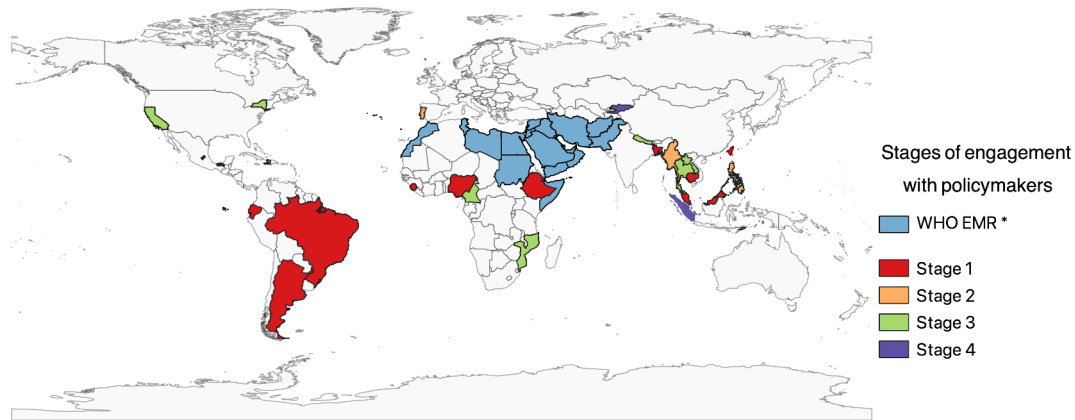 Stages of engagement
with policymakers
WHO EMR *
Stage 1
Stage 2
Stage 3
Stage 4